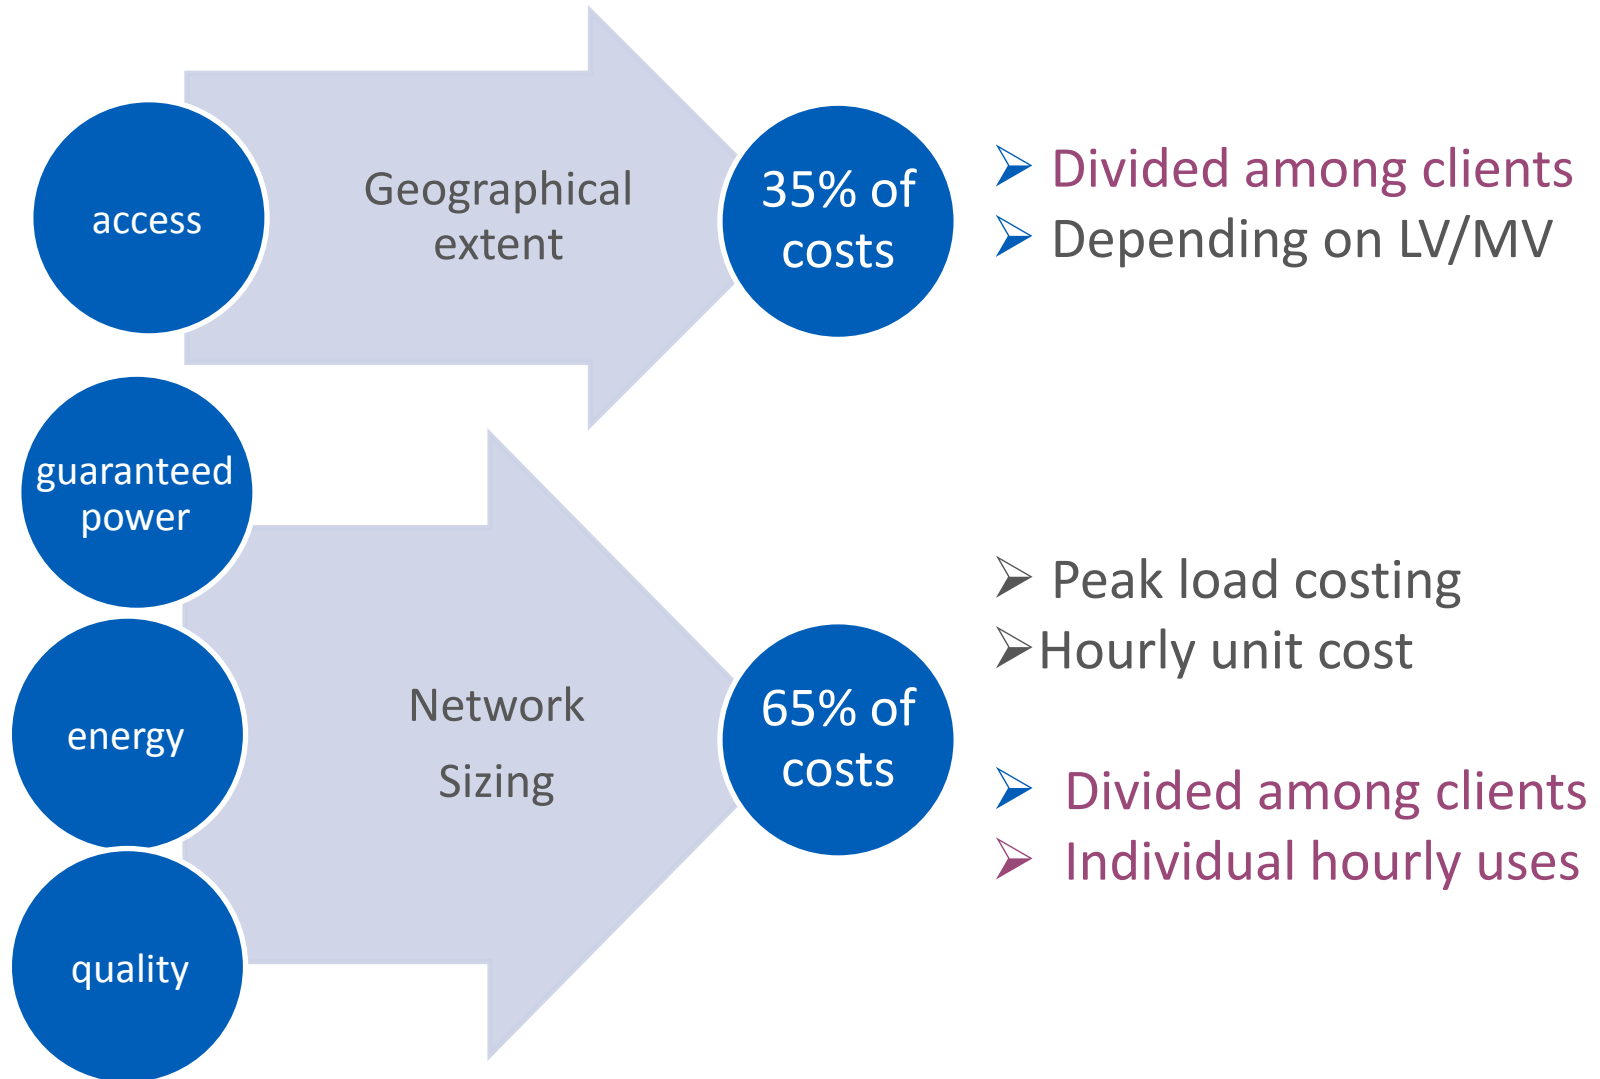 access
Geographical
extent
35% of
costs
Divided among clients
Depending on LV/MV
guaranteed
power
energy
quality
Network
Sizing
65% of
costs
Peak load costing
Hourly unit cost
Divided among clients
Individual hourly uses